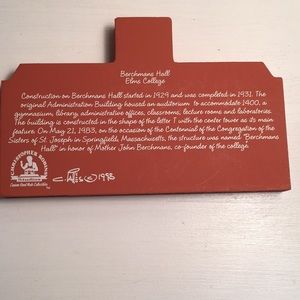 Berchmans Hall
Elms College
Construction on Berchmans Hall started in 1929 and was completed in 1931. The
original Administration Building housed an auditorium to accommodate 1400, a
gymnasium, library, administrative offices, classrooms, lecture rooms and laboratories.
The building is constructed in the shape of the letter T with the center tower as its main
feature. On May 21, 1983, on the occasion of the Centennial of the Congregation of the
Sisters of St. Joseph in Springfield, Massachusetts, the structure was named "Berchmans
Hall" in honor of Mother John Berchmans, co-founder of the college.